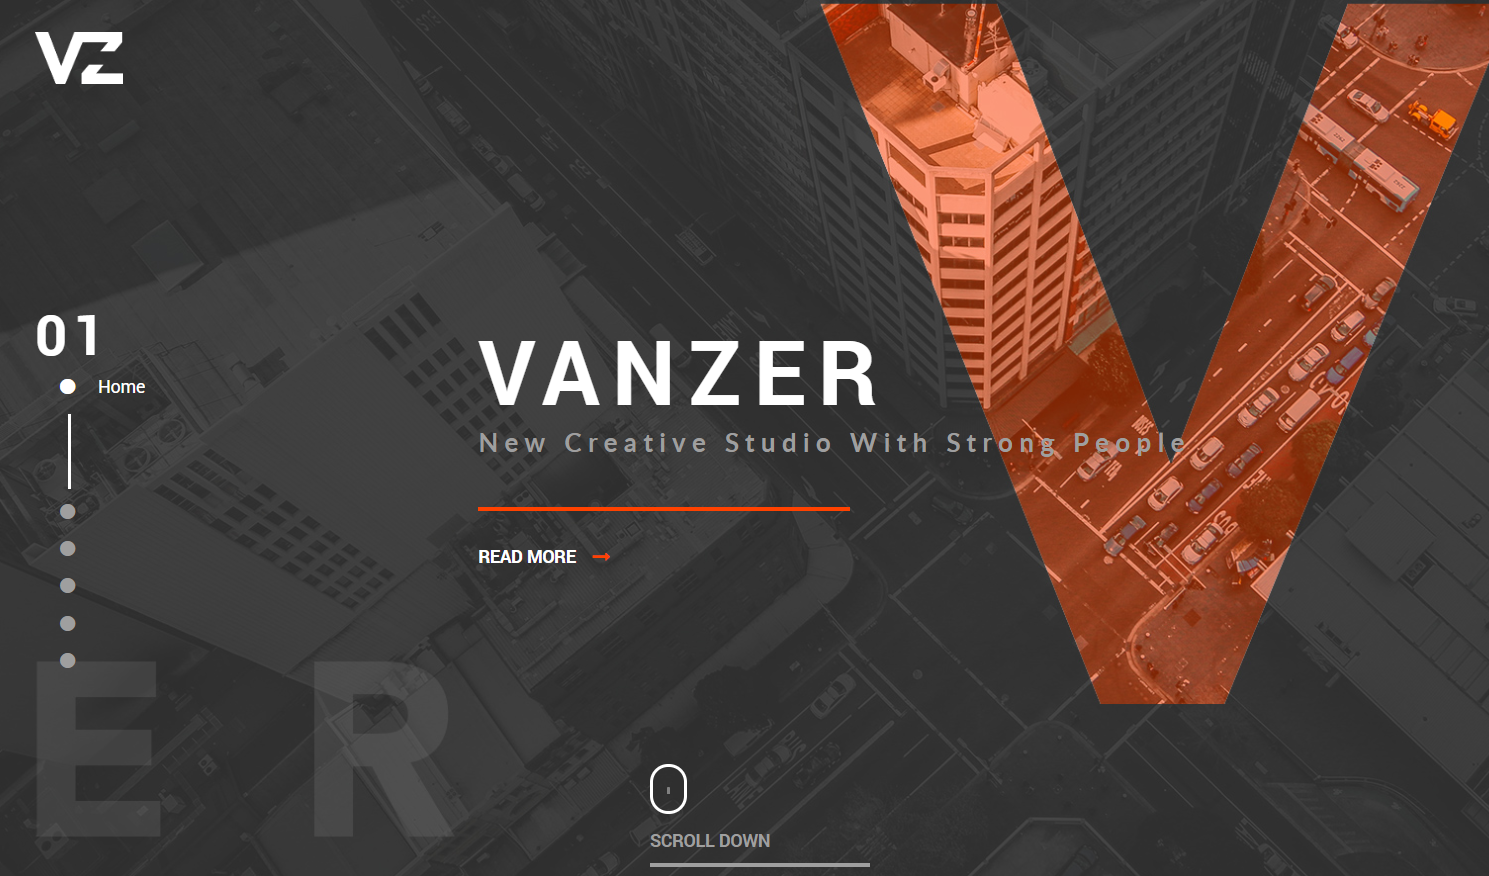 VZ
01
Home
VANZER
New Creative Studio With Strong People
READ MORE
E R
SCROLL DOWN